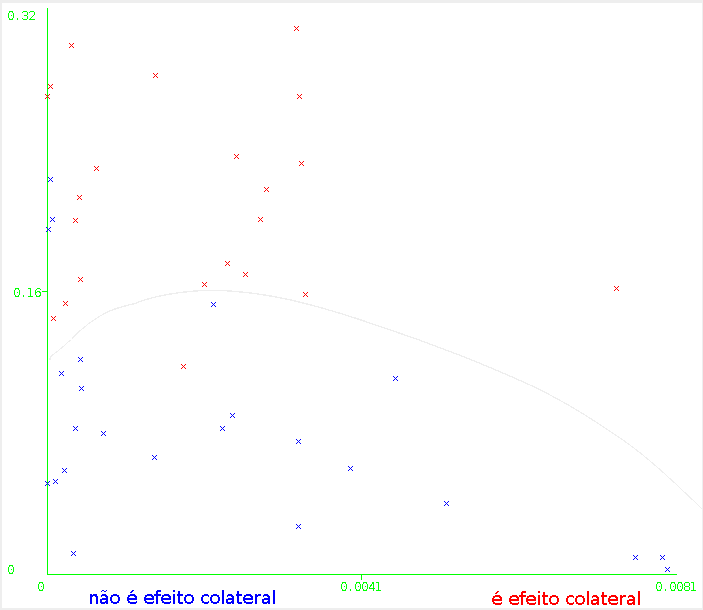 0.32
0.16
0
0 0.0041 0.0081
não é efeito colateral é efeito colateral